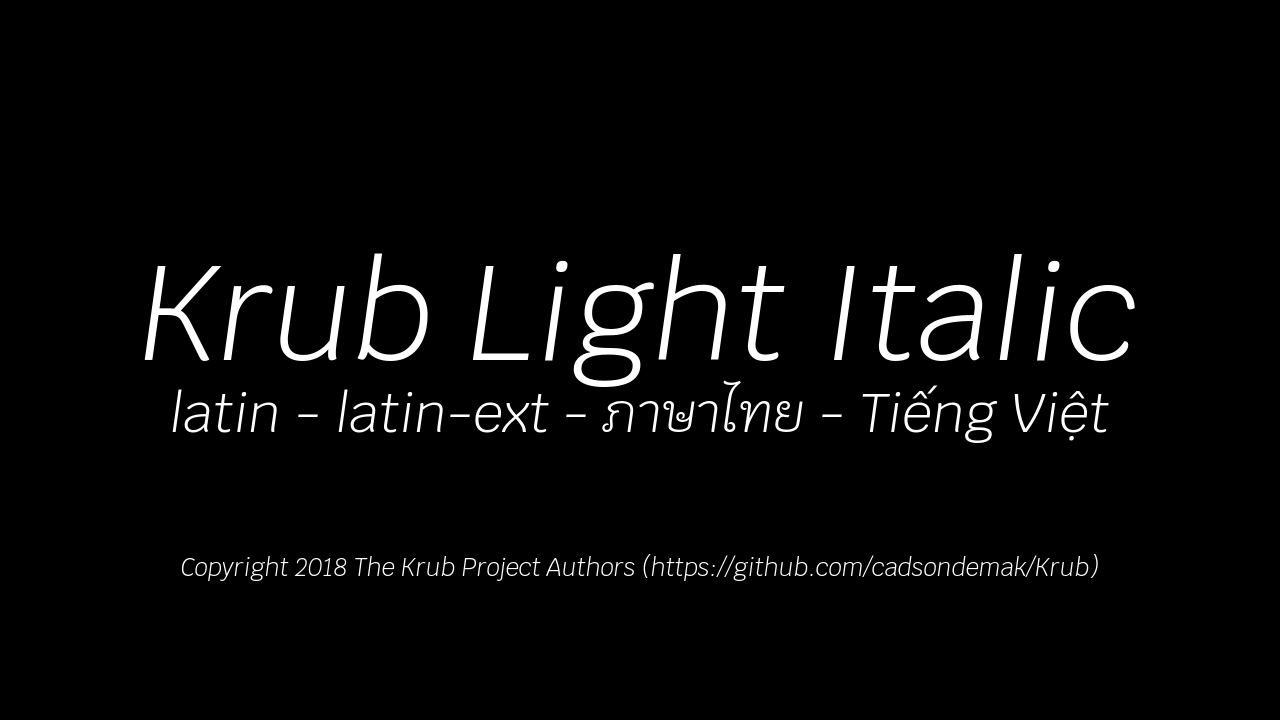 Krub Light Italic
latin - latin-ext - ภาษาไทย - Tiếng Việt
Copyright 2018 The Krub Project Authors (https://github.com/cadsondemak/Krub)